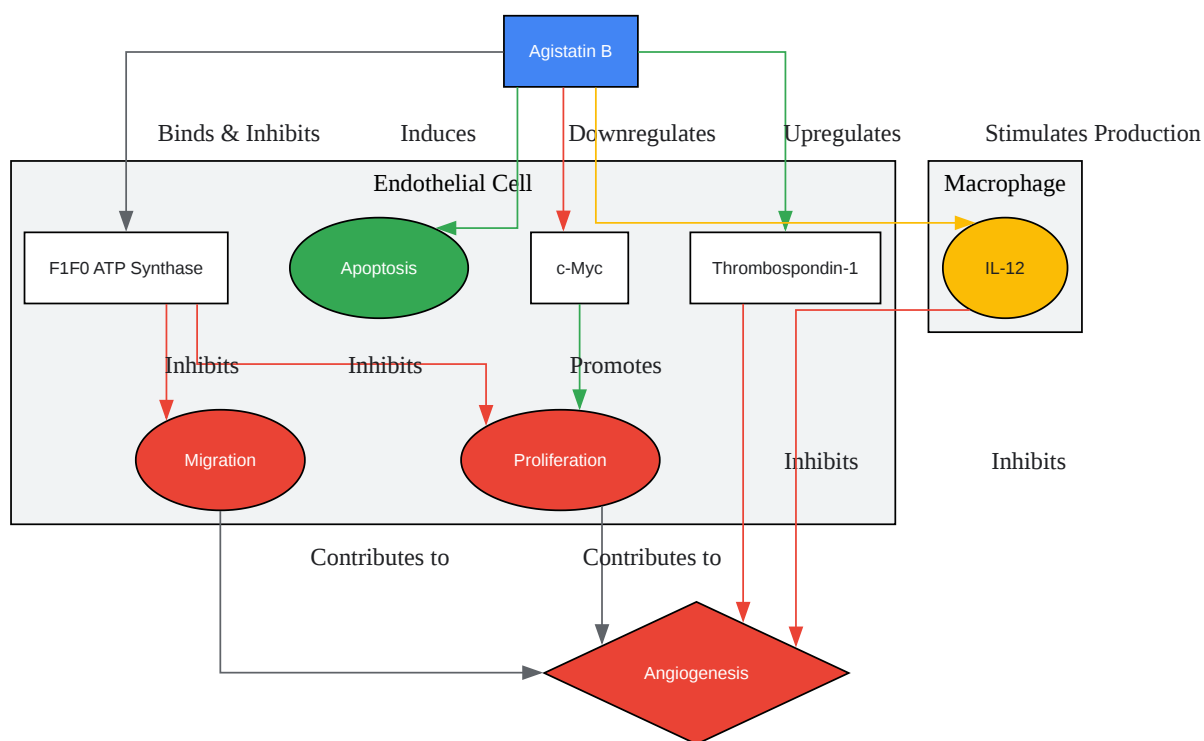 Agistatin B
Binds & Inhibits
Induces
Downregulates
Upregulates
Stimulates Production
Endothelial Cell
Macrophage
F1F0 ATP Synthase
Apoptosis
c-Myc
Thrombospondin-1
IL-12
Inhibits
Inhibits
Promotes
Migration
Proliferation
Inhibits
Inhibits
Contributes to
Contributes to
Angiogenesis